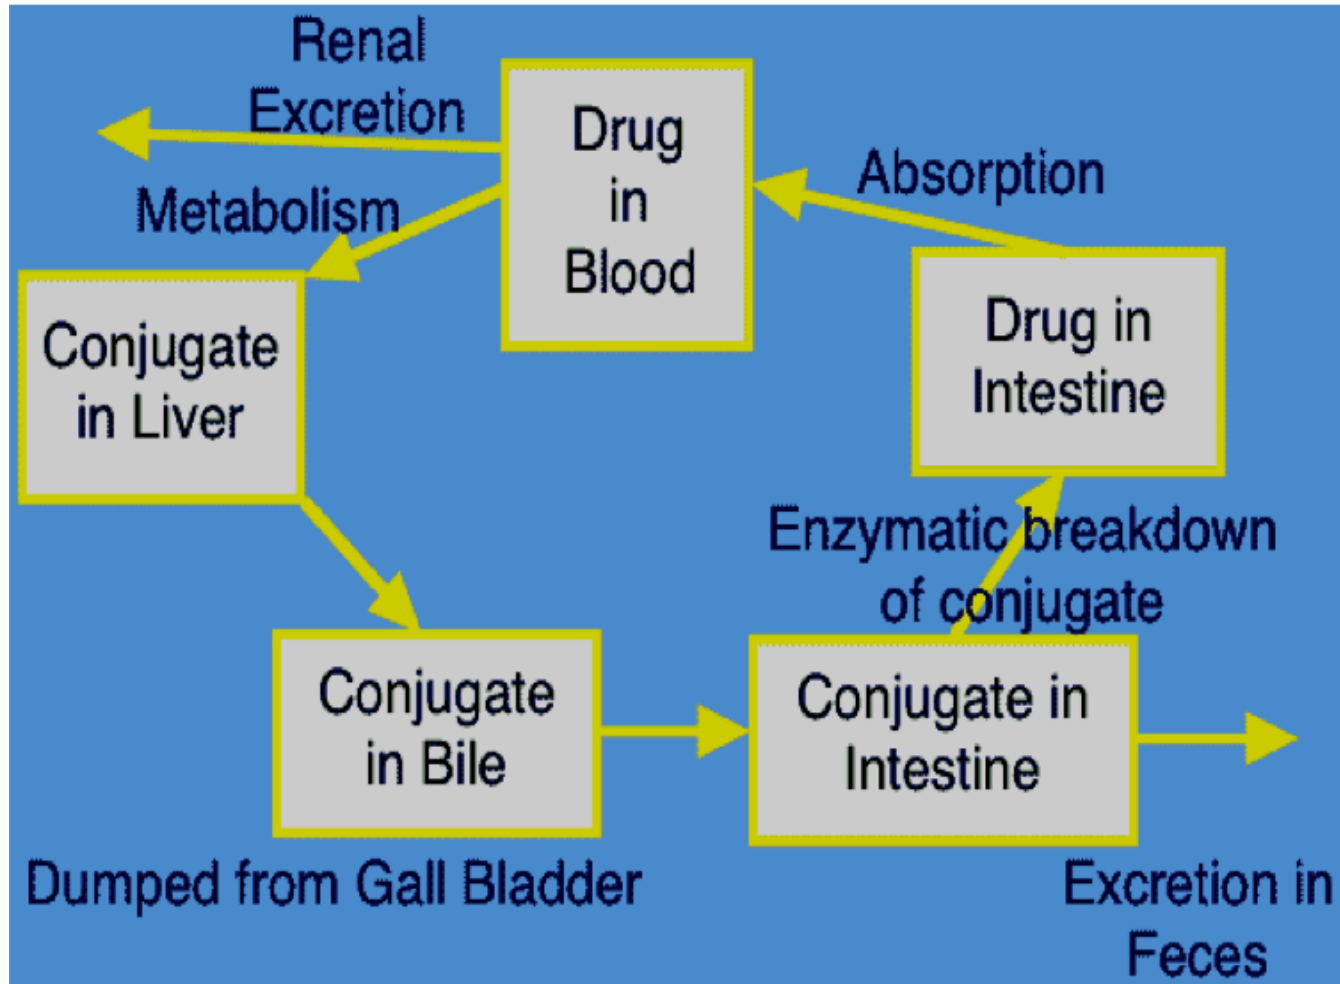 Renal
Excretion
Drug
in
Blood
Absorption
Metabolism
Conjugate
in Liver
Drug in
Intestine
Enzymatic breakdown
of conjugate
Conjugate
in Bile
Conjugate in
Intestine
Dumped from Gall Bladder
Excretion in
Feces